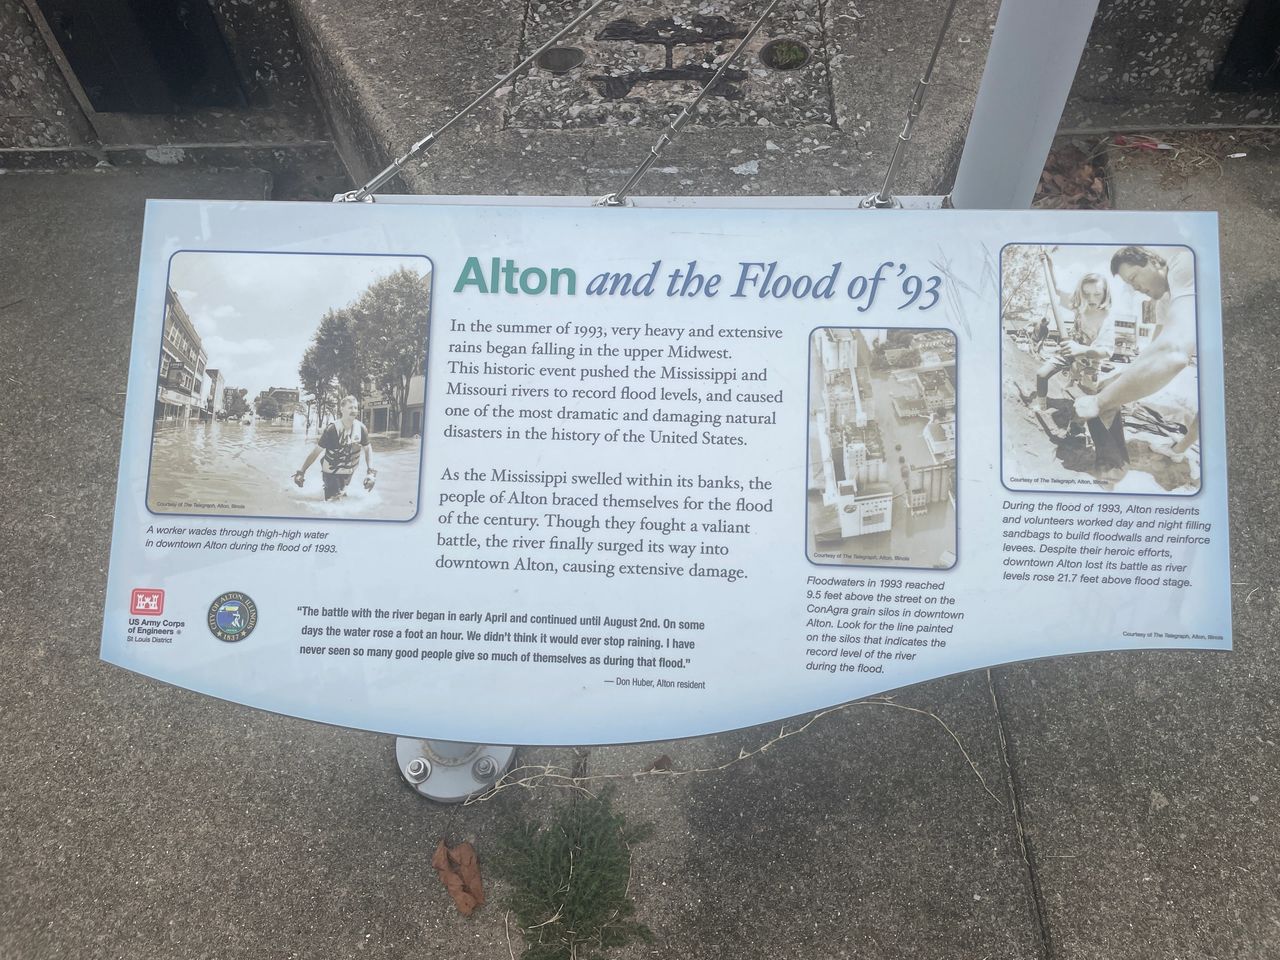 Alton and the Flood of ’93
In the summer of 1993, very heavy and extensive
rains began falling in the upper Midwest.
This historic event pushed the Mississippi and
Missouri rivers to record flood levels, and caused
one of the most dramatic and damaging natural
disasters in the history of the United States.
As the Mississippi swelled within its banks, the
people of Alton braced themselves for the flood
of the century. Though they fought a valiant
battle, the river finally surged its way into
downtown Alton, causing extensive damage.
“The battle with the river began in early April and continued until August 2nd. On some
days the water rose a foot an hour. We didn’t think it would ever stop raining. I have
never seen so many good people give so much of themselves as during that flood.”
— Don Huber, Alton resident
Courtesy of The Telegraph, Alton, Illinois
A worker wades through thigh-high water
in downtown Alton during the flood of 1993.
US Army Corps
of Engineers ®
St Louis District
CITY OF ALTON, ILLINOIS
1837
Courtesy of The Telegraph, Alton, Illinois
Floodwaters in 1993 reached
9.5 feet above the street on the
ConAgra grain silos in downtown
Alton. Look for the line painted
on the silos that indicates the
record level of the river
during the flood.
Courtesy of The Telegraph, Alton, Illinois
During the flood of 1993, Alton residents
and volunteers worked day and night filling
sandbags to build floodwalls and reinforce
levees. Despite their heroic efforts,
downtown Alton lost its battle as river
levels rose 21.7 feet above flood stage.
Courtesy of The Telegraph, Alton, Illinois